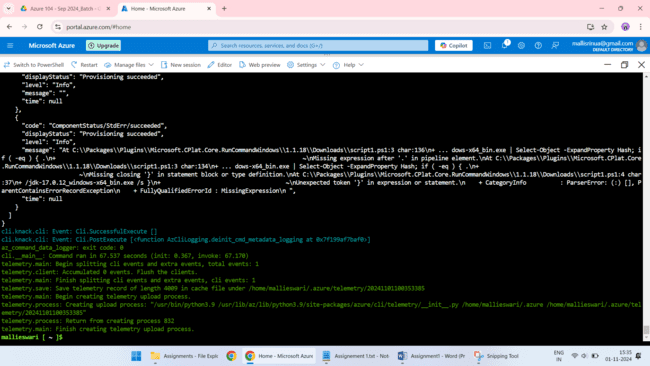 Azure 104 - Sep 2024_Batch - G
Home - Microsoft Azure
portal.azure.com/#home
Microsoft Azure
Upgrade
Search resources, services, and docs (G+/)
Copilot
1
mallisrinua@gmail.com
DEFAULT DIRECTORY
Switch to PowerShell
Restart
Manage files
New session
Editor
Web preview
Settings
Help
"displayStatus": "Provisioning succeeded",
"level": "Info",
"message": "",
"time": null
},
{
"code": "ComponentStatus/StdErr/succeeded",
"displayStatus": "Provisioning succeeded",
"level": "Info",
"message": "At C:\\Packages\\Plugins\\Microsoft.CPlat.Core.RunCommandWindows\\1.1.18\\Downloads\\script1.ps1:3 char:136\n+ ... dows-x64_bin.exe | Select-Object -ExpandProperty Hash; i
f ( -eq ) { .\n+ ~\nMissing expression after '.' in pipeline element.\nAt C:\\Packages\\Plugins\\Microsoft.CPlat.Core
.RunCommandWindows\\1.1.18\\Downloads\\script1.ps1:3 char:134\n+ ... dows-x64_bin.exe | Select-Object -ExpandProperty Hash; if ( -eq ) { .\n+
~\nMissing closing '}' in statement block or type definition.\nAt C:\\Packages\\Plugins\\Microsoft.CPlat.Core.RunCommandWindows\\1.1.18\\Downloads\\script1.ps1:4 char
:37\n+ /jdk-17.0.12_windows-x64_bin.exe /s }\n+ ~\nUnexpected token '}' in expression or statement.\n + CategoryInfo : ParserError: (:) [], P
arentContainsErrorRecordException\n + FullyQualifiedErrorId : MissingExpression\n ",
"time": null
}
]
}
cli.knack.cli: Event: Cli.SuccessfulExecute []
cli.knack.cli: Event: Cli.PostExecute [<function AzCliLogging.deinit_cmd_metadata_logging at 0x7f199af7baf0>]
az_command_data_logger: exit code: 0
cli.__main__: Command ran in 67.537 seconds (init: 0.367, invoke: 67.170)
telemetry.main: Begin splitting cli events and extra events, total events: 1
telemetry.client: Accumulated 0 events. Flush the clients.
telemetry.main: Finish splitting cli events and extra events, cli events: 1
telemetry.save: Save telemetry record of length 4009 in cache file under /home/mallieswari/.azure/telemetry/20241101100353385
telemetry.main: Begin creating telemetry upload process.
telemetry.process: Creating upload process: "/usr/bin/python3.9 /usr/lib/az/lib/python3.9/site-packages/azure/cli/telemetry/__init__.py /home/mallieswari/.azure /home/mallieswari/.azure/tel
emetry/20241101100353385"
telemetry.process: Return from creating process 832
telemetry.main: Finish creating telemetry upload process.
mallieswari [ ~ ]$
Assignments - File Expl
Home - Microsoft Azure
Assignement 1.txt - Not
Assignment1 - Word (Pr
Snipping Tool
ENG
IN
15:35
01-11-2024